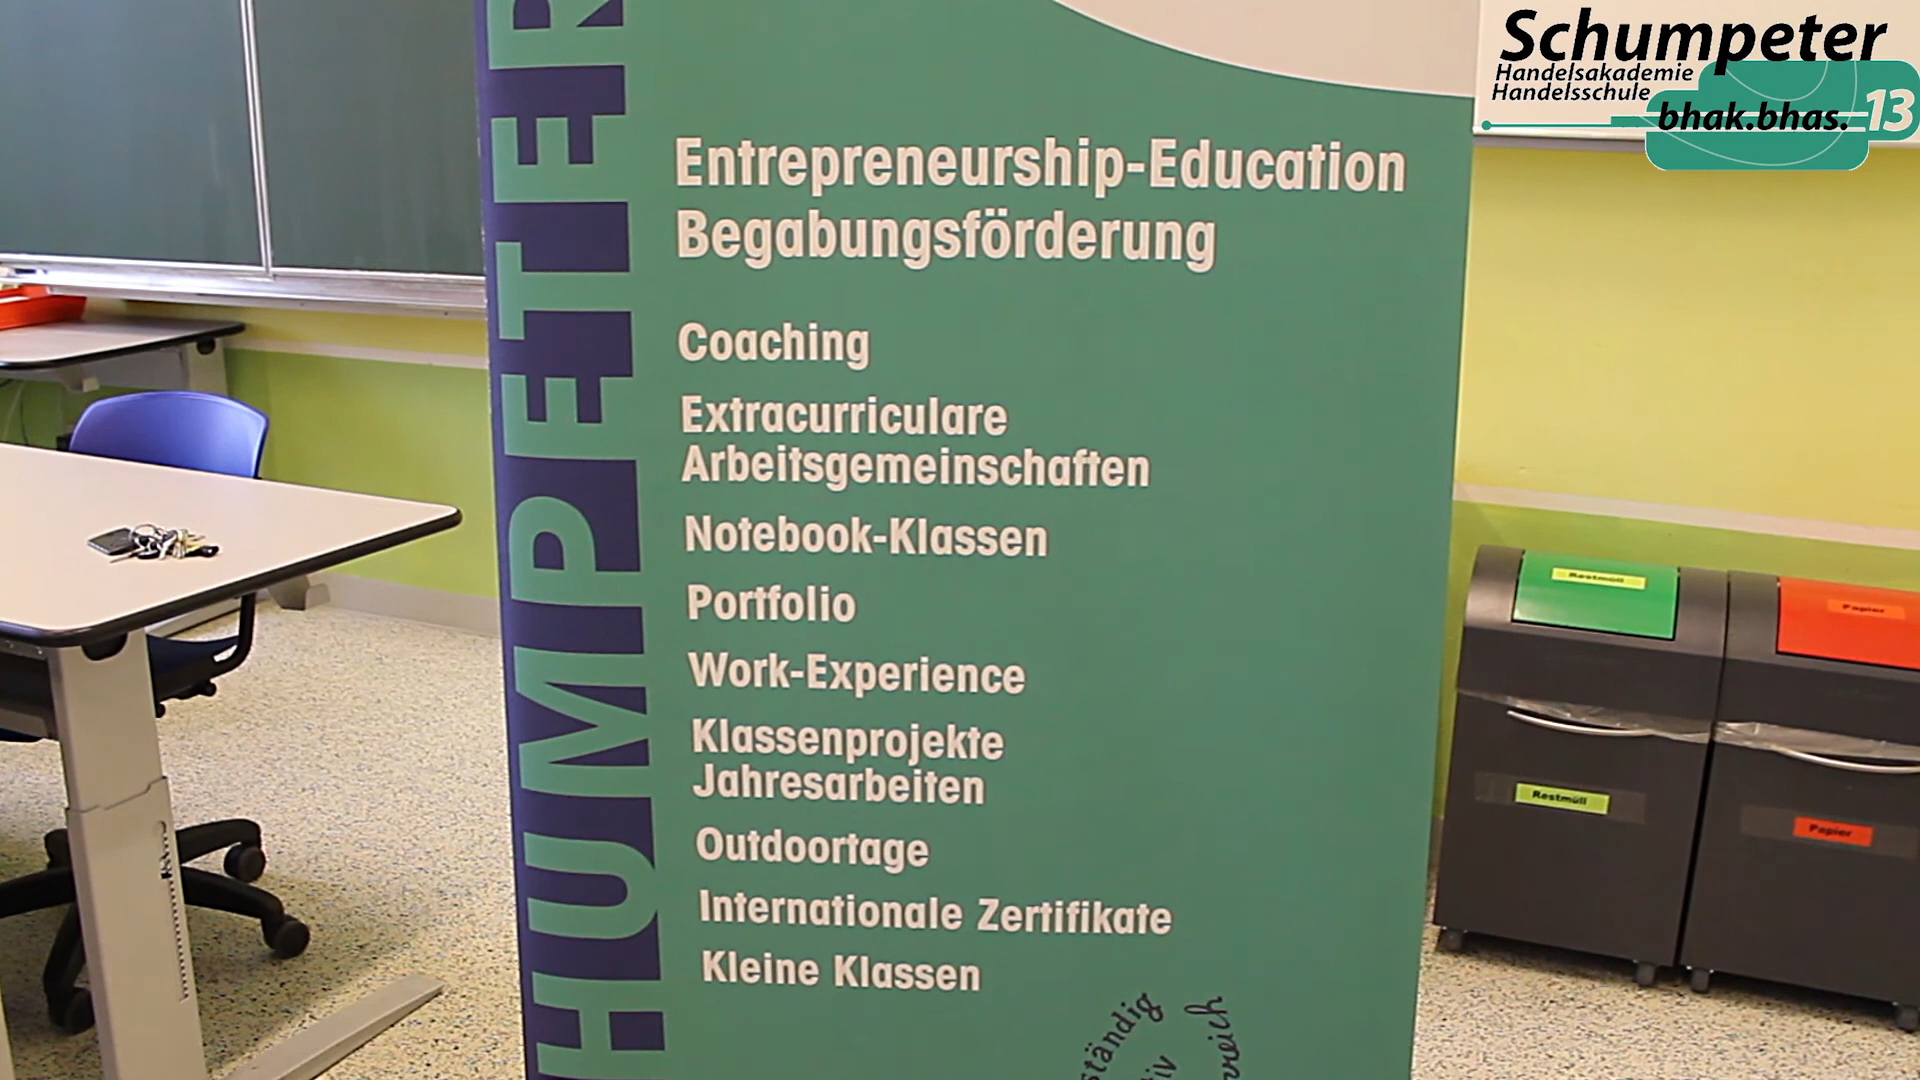 Schumpeter
Handelsakademie
Handelsschule
bhak.bhas.13
Entrepreneurship-Education
Begabungsförderung
Coaching
Extracurriculare
Arbeitsgemeinschaften
Notebook-Klassen
Portfolio
Work-Experience
Klassenprojekte
Jahresarbeiten
Outdoortage
Internationale Zertifikate
Kleine Klassen
HUMPETER
Restmüll
Papier
Restmüll
Papier